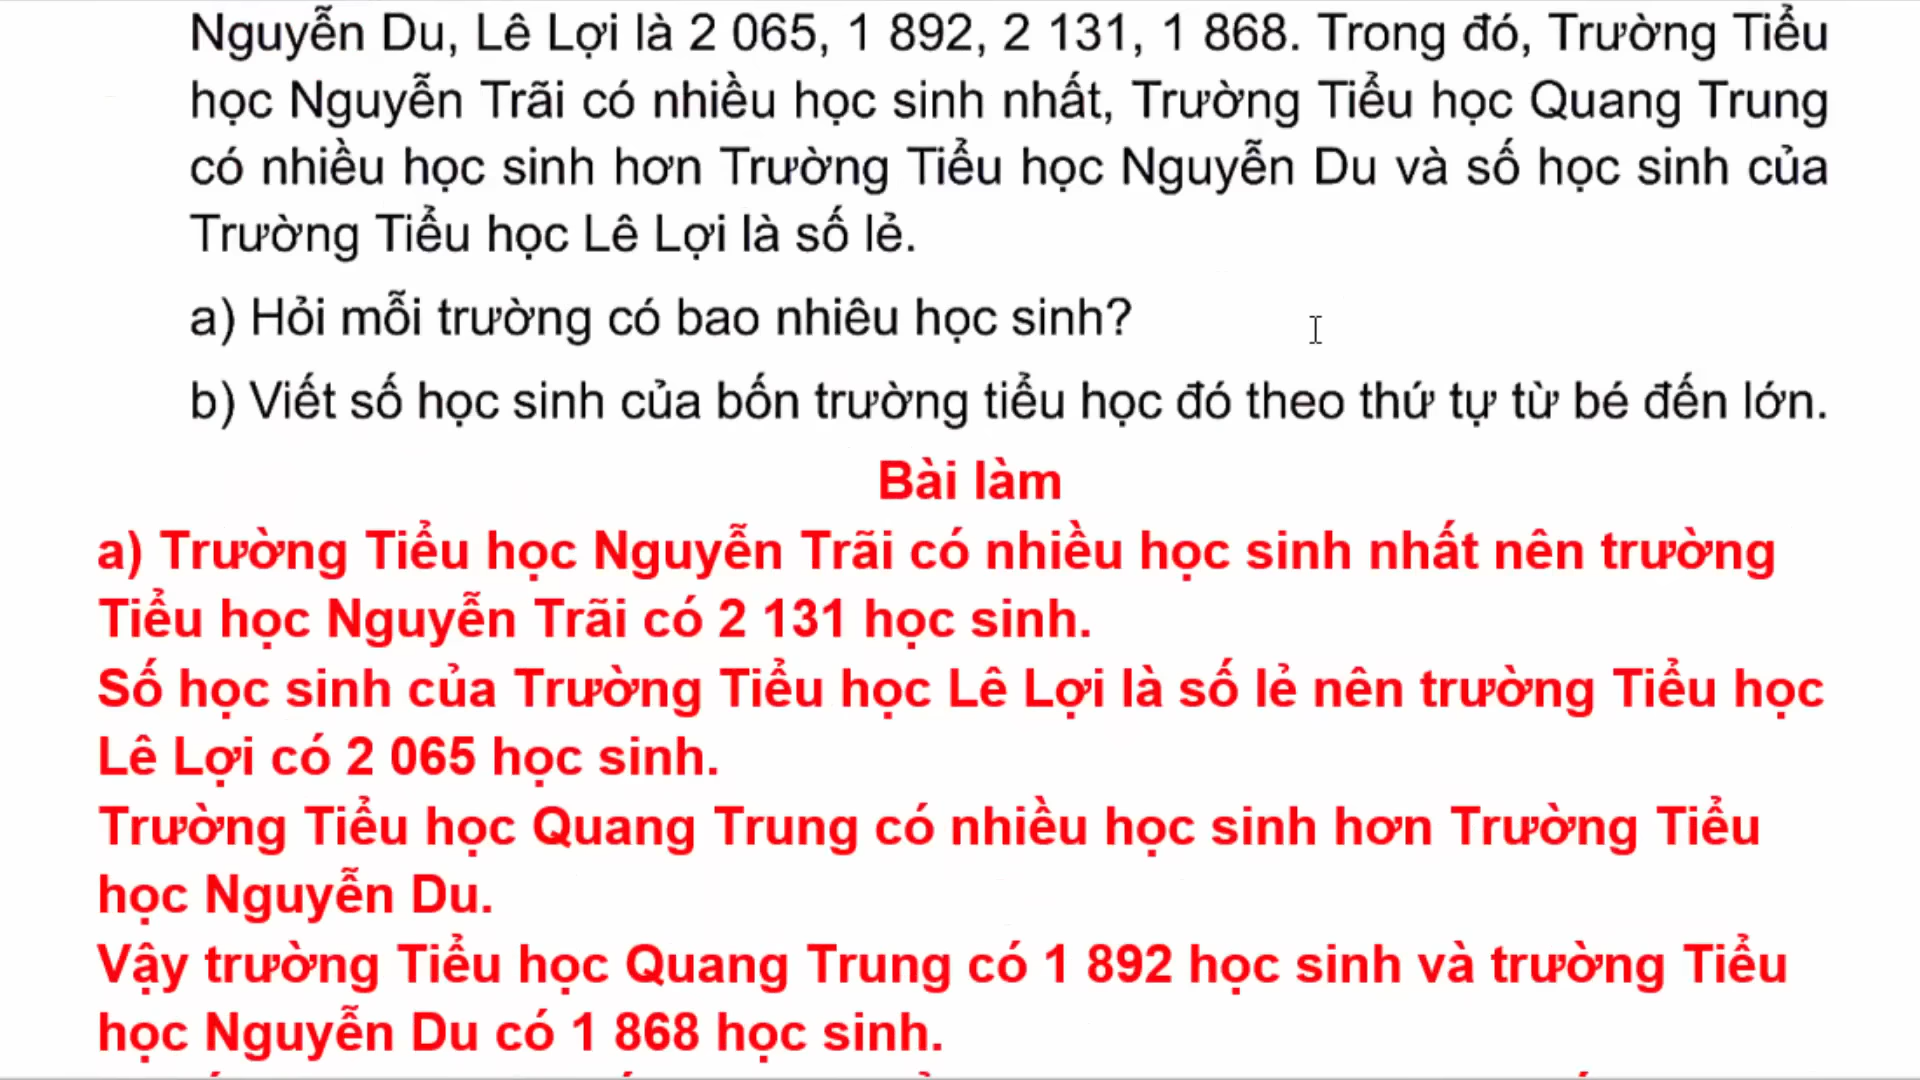 Nguyễn Du, Lê Lợi là 2 065, 1 892, 2 131, 1 868. Trong đó, Trường Tiểu
học Nguyễn Trãi có nhiều học sinh nhất, Trường Tiểu học Quang Trung
có nhiều học sinh hơn Trường Tiểu học Nguyễn Du và số học sinh của
Trường Tiểu học Lê Lợi là số lẻ.
a) Hỏi mỗi trường có bao nhiêu học sinh?
b) Viết số học sinh của bốn trường tiểu học đó theo thứ tự từ bé đến lớn.
Bài làm
a) Trường Tiểu học Nguyễn Trãi có nhiều học sinh nhất nên trường
Tiểu học Nguyễn Trãi có 2 131 học sinh.
Số học sinh của Trường Tiểu học Lê Lợi là số lẻ nên trường Tiểu học
Lê Lợi có 2 065 học sinh.
Trường Tiểu học Quang Trung có nhiều học sinh hơn Trường Tiểu
học Nguyễn Du.
Vậy trường Tiểu học Quang Trung có 1 892 học sinh và trường Tiểu
học Nguyễn Du có 1 868 học sinh.